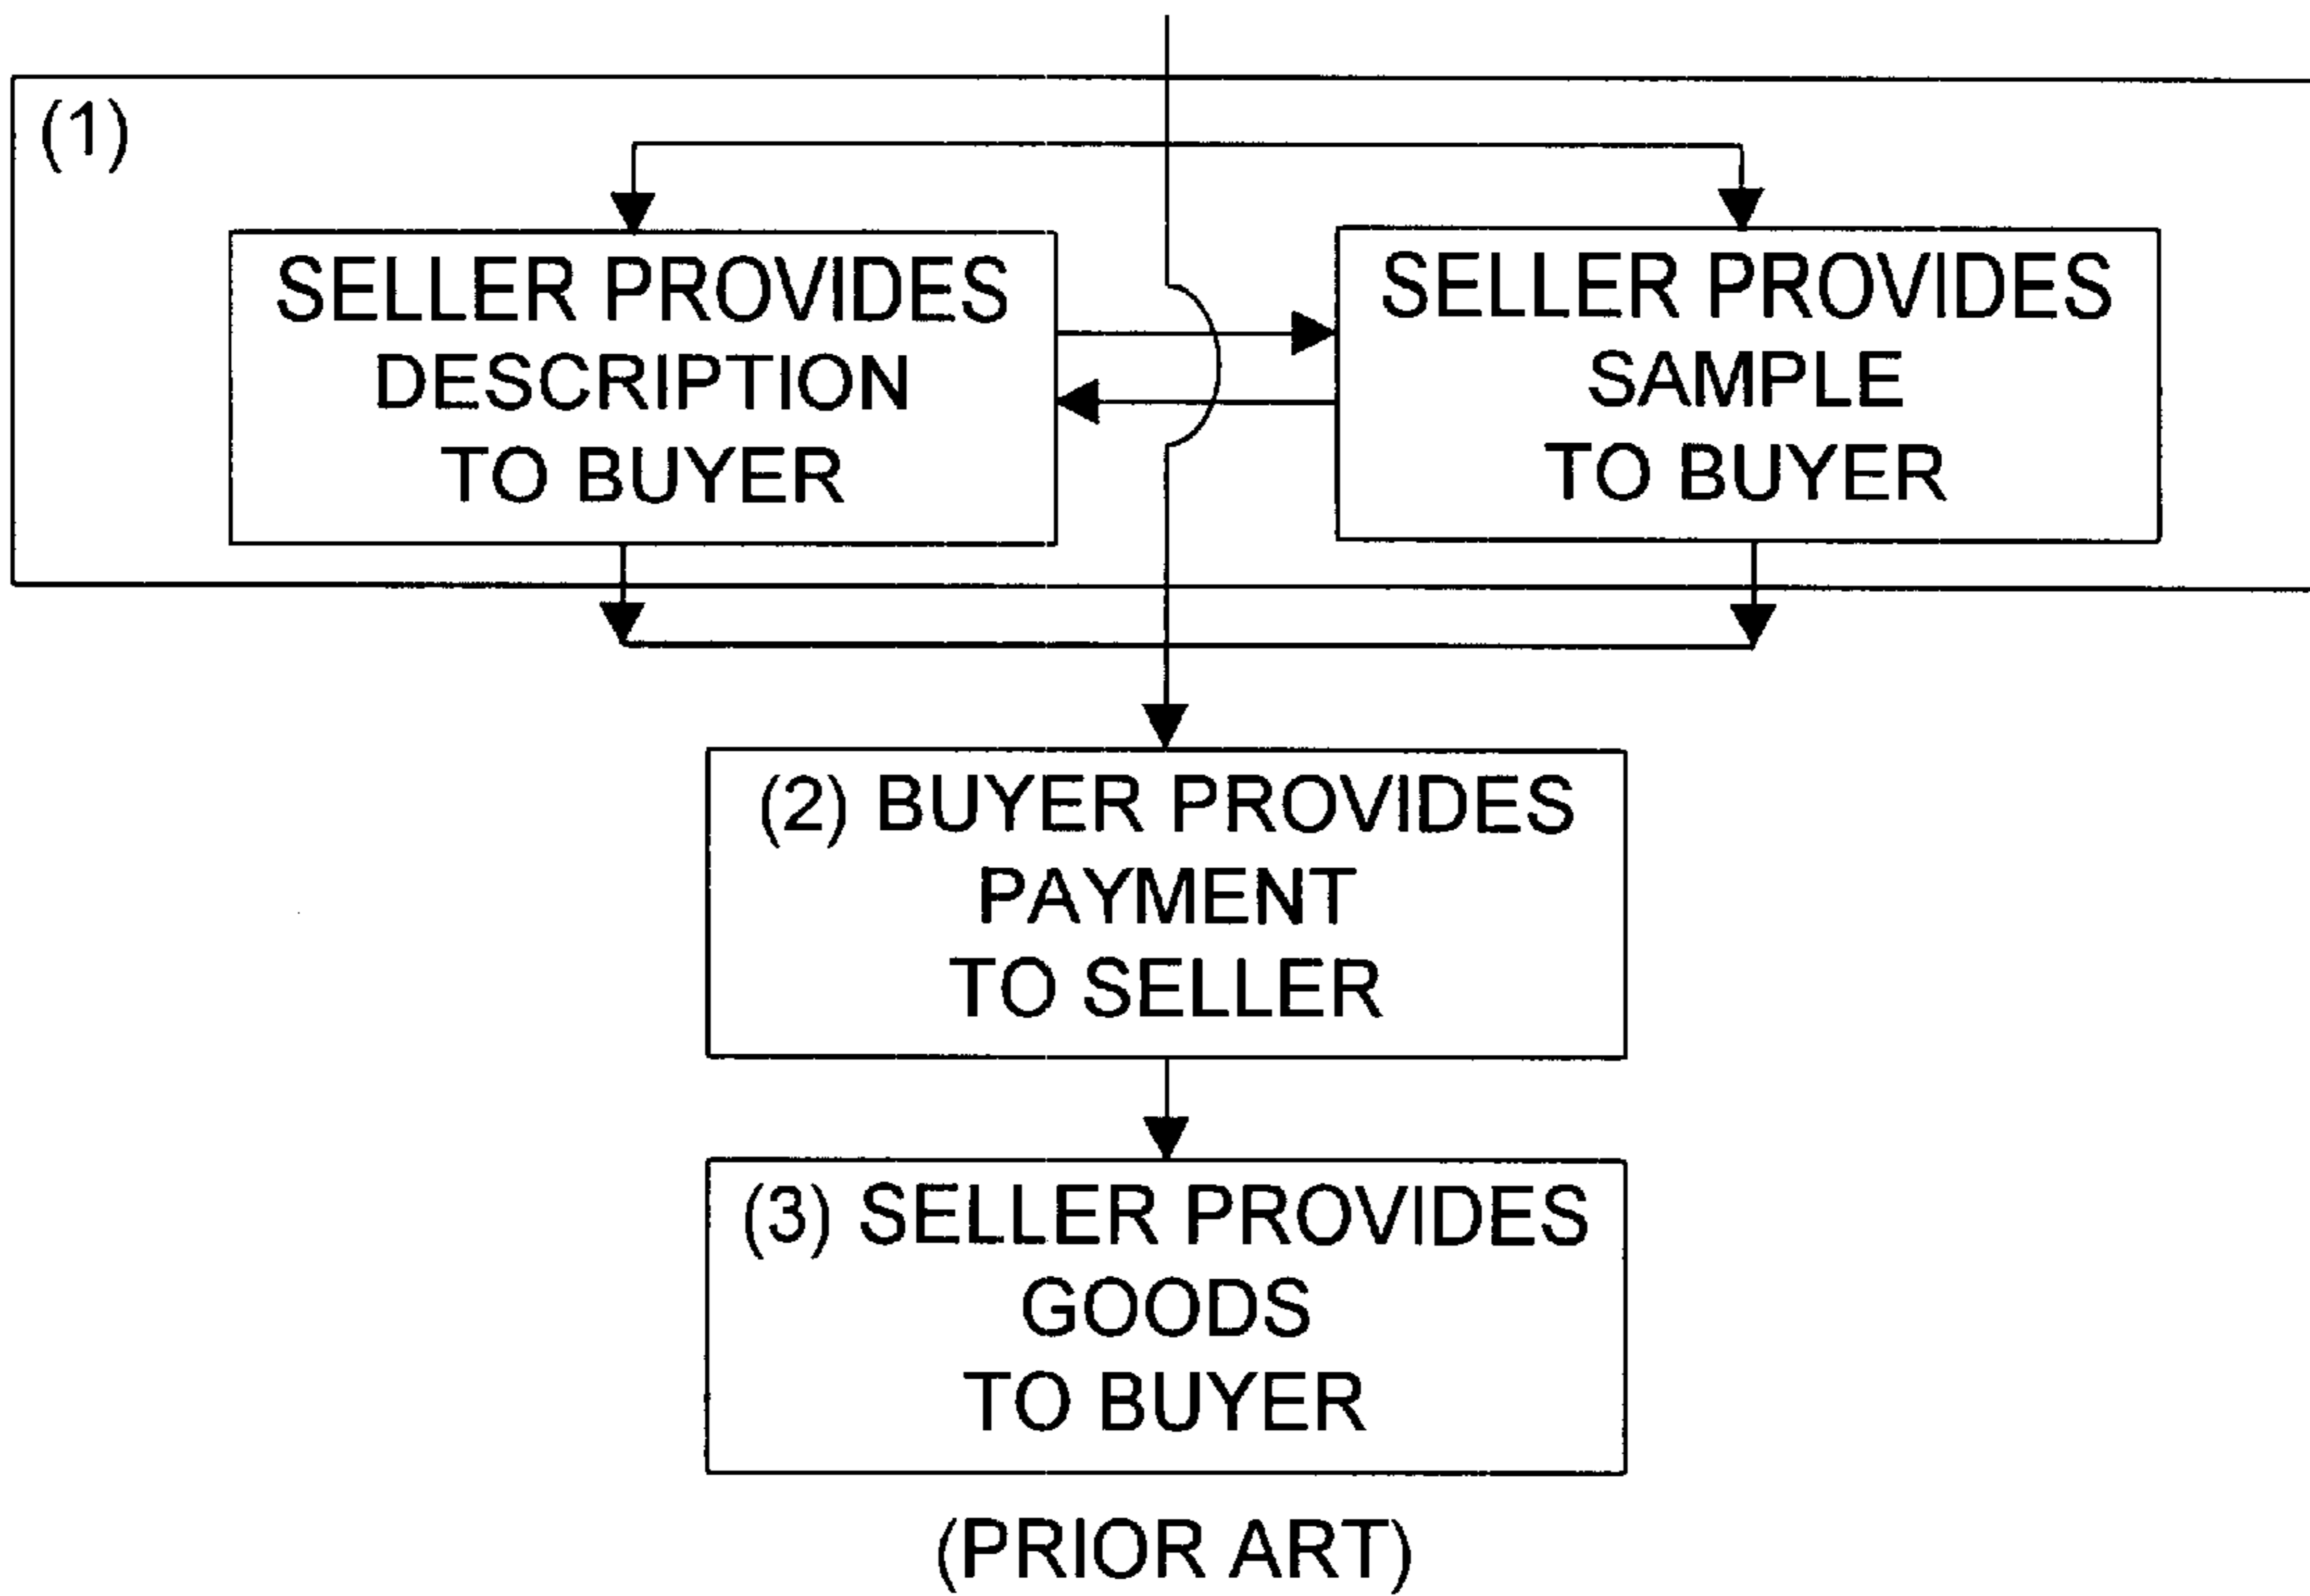 (1)
SELLER PROVIDES
DESCRIPTION
TO BUYER
SELLER PROVIDES
SAMPLE
TO BUYER
(2) BUYER PROVIDES
PAYMENT
TO SELLER
(3) SELLER PROVIDES
GOODS
TO BUYER
(PRIOR ART)